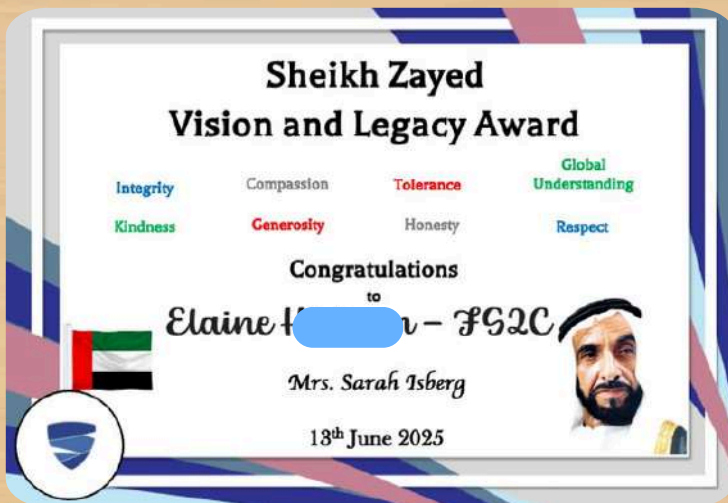 Sheikh Zayed
Vision and Legacy Award
Integrity Compassion Tolerance Global Understanding
Kindness Generosity Honesty Respect
Congratulations
to
Elaine – FS2C
Mrs. Sarah Isberg
13th June 2025